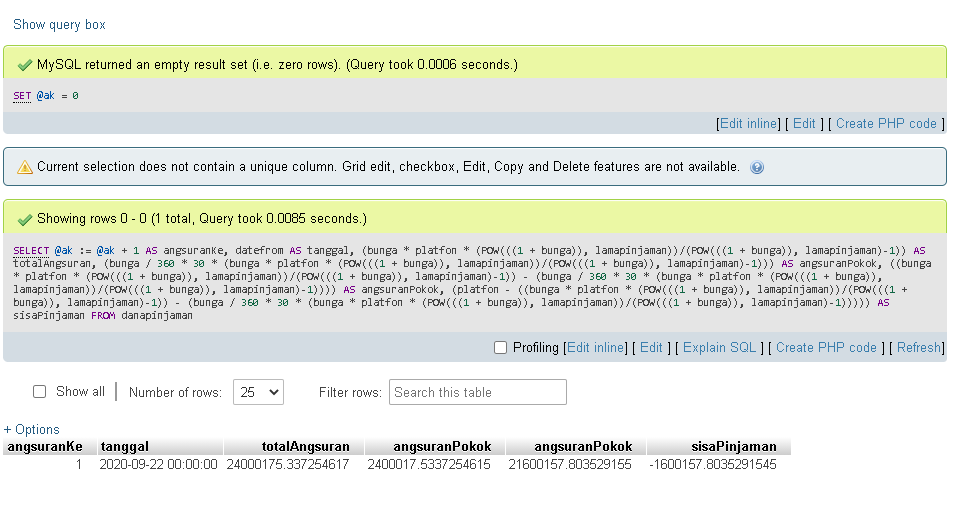 Show query box
MySQL returned an empty result set (i.e. zero rows). (Query took 0.0006 seconds.)
SET @ak = 0
[Edit inline] [ Edit ] [ Create PHP code ]
Current selection does not contain a unique column. Grid edit, checkbox, Edit, Copy and Delete features are not available.
Showing rows 0 - 0 (1 total, Query took 0.0085 seconds.)
SELECT @ak := @ak + 1 AS angsuranKe, datefrom AS tanggal, (bunga * platfon * (POW(((1 + bunga)), lamapinjaman))/(POW(((1 + bunga)), lamapinjaman)-1)) AS
totalAngsuran, (bunga / 360 * 30 * (bunga * platfon * (POW(((1 + bunga)), lamapinjaman))/(POW(((1 + bunga)), lamapinjaman)-1))) AS angsuranPokok, ((bunga
* platfon * (POW(((1 + bunga)), lamapinjaman))/(POW(((1 + bunga)), lamapinjaman)-1)) - (bunga / 360 * 30 * (bunga * platfon * (POW(((1 + bunga)),
lamapinjaman))/(POW(((1 + bunga)), lamapinjaman)-1)))) AS angsuranPokok, (platfon - ((bunga * platfon * (POW(((1 + bunga)), lamapinjaman))/(POW(((1 +
bunga)), lamapinjaman)-1)) - (bunga / 360 * 30 * (bunga * platfon * (POW(((1 + bunga)), lamapinjaman))/(POW(((1 + bunga)), lamapinjaman)-1))))) AS
sisaPinjaman FROM danapinjaman
Profiling [Edit inline] [ Edit ] [ Explain SQL ] [ Create PHP code ] [ Refresh]
Show all Number of rows: 25 Filter rows: Search this table
+ Options
angsuranKe tanggal totalAngsuran angsuranPokok angsuranPokok sisaPinjaman
1 2020-09-22 00:00:00 24000175.337254617 2400017.5337254615 21600157.803529155 -1600157.8035291545